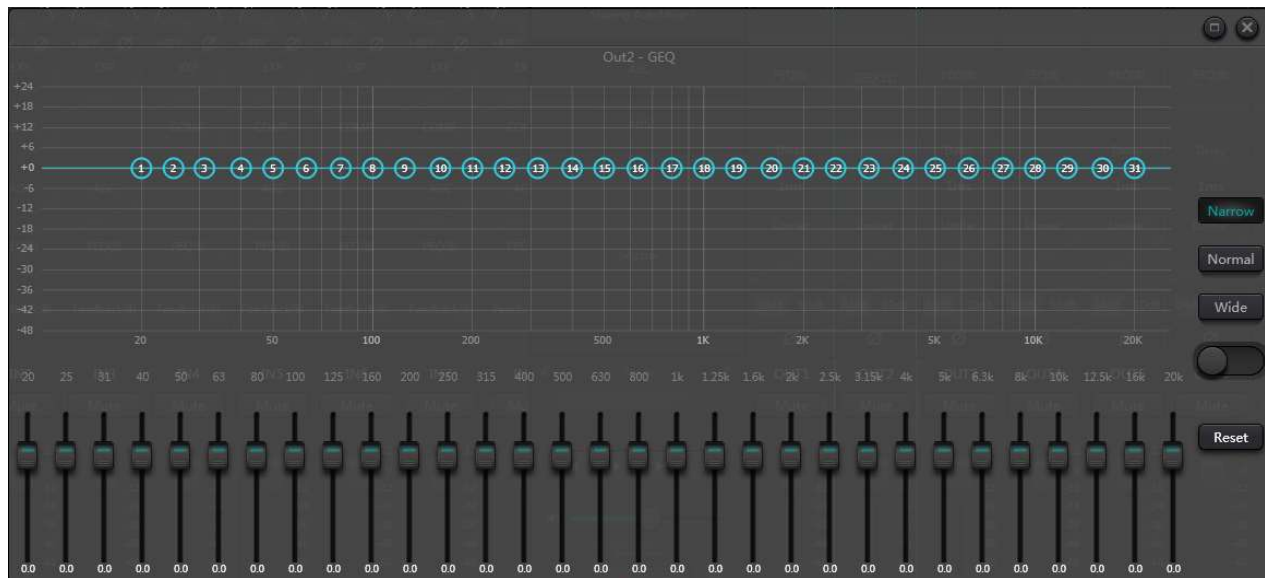 Out2 - GEQ
+24
+18
+12
+6
+0
1 2 3 4 5 6 7 8 9 10 11 12 13 14 15 16 17 18 19 20 21 22 23 24 25 26 27 28 29 30 31
-6
-12
-18
-24
-30
-36
-42
-48
20 50 100 200 500 1K 2K 5K 10K 20K
Narrow
Normal
Wide
20 25 31 40 50 63 80 100 125 160 200 250 315 400 500 630 800 1k 1.25k 1.6k 2k 2.5k 3.15k 4k 5k 6.3k 8k 10k 12.5k 16k 20k
Reset
0.0 0.0 0.0 0.0 0.0 0.0 0.0 0.0 0.0 0.0 0.0 0.0 0.0 0.0 0.0 0.0 0.0 0.0 0.0 0.0 0.0 0.0 0.0 0.0 0.0 0.0 0.0 0.0 0.0 0.0 0.0